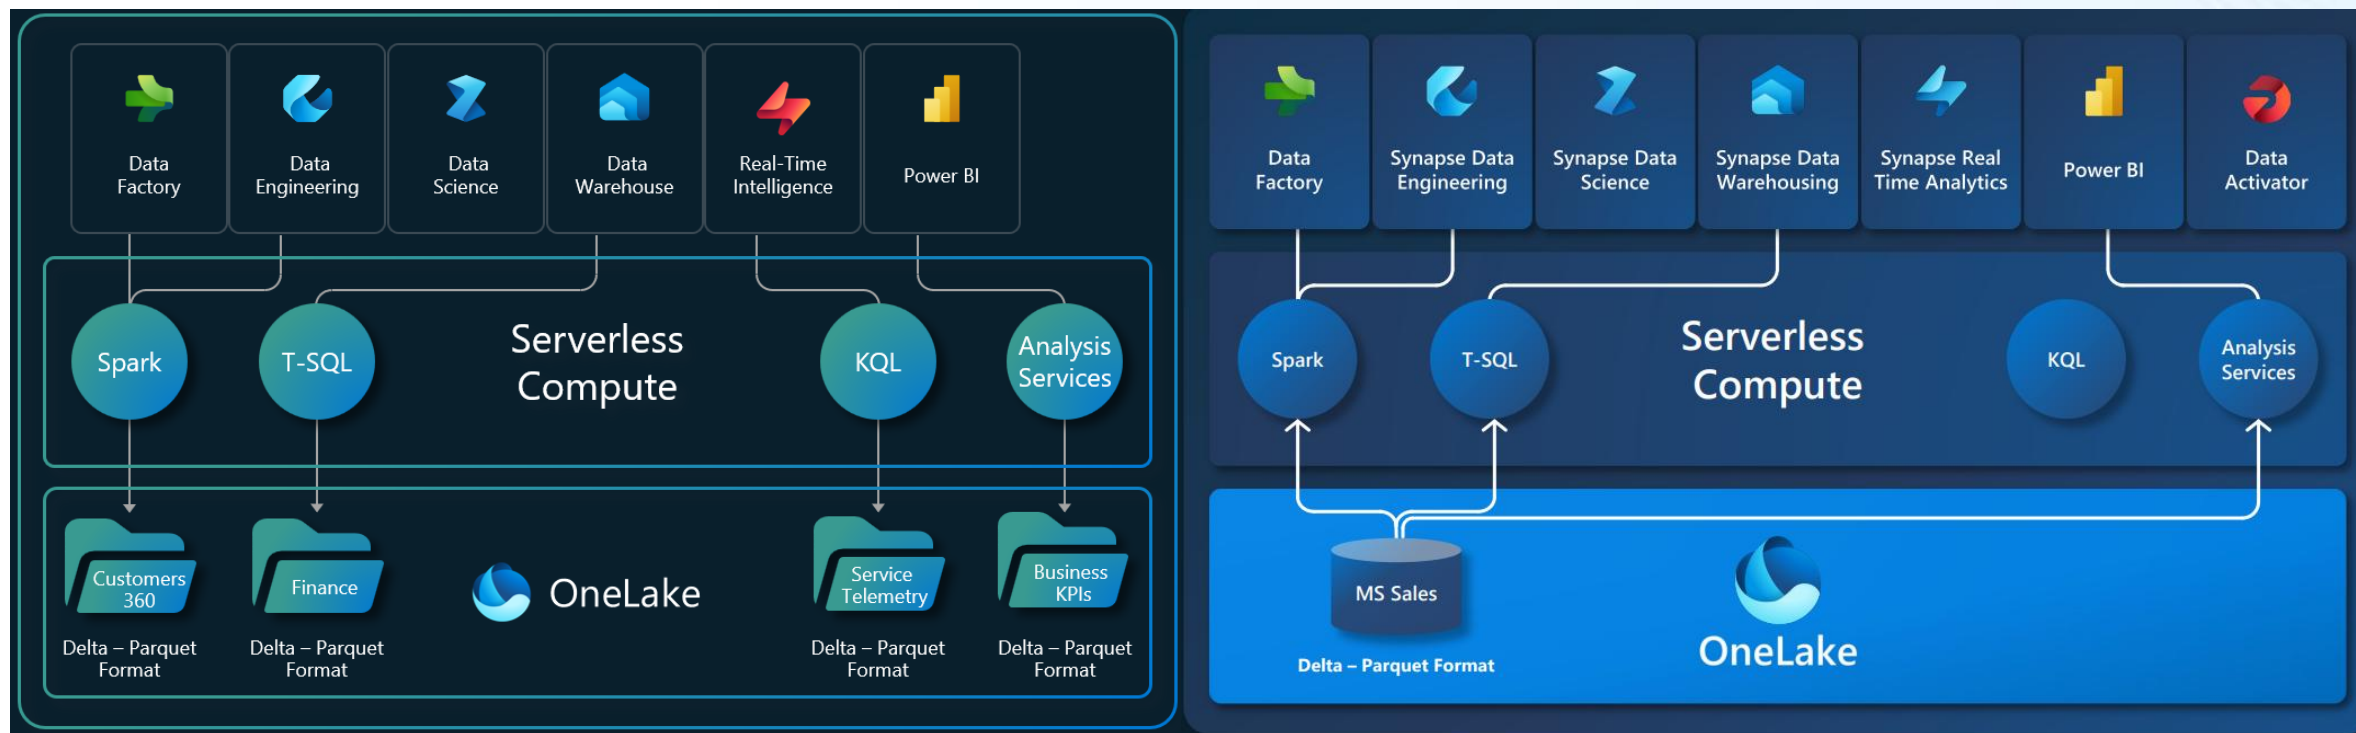 Data
Factory
Data
Engineering
Data
Science
Data
Warehouse
Real-Time
Intelligence
Power BI
Spark
T-SQL
Serverless
Compute
KQL
Analysis
Services
Customers
360
Finance
OneLake
Service
Telemetry
Business
KPIs
Delta – Parquet
Format
Delta – Parquet
Format
Delta – Parquet
Format
Delta – Parquet
Format
Data
Factory
Synapse Data
Engineering
Synapse Data
Science
Synapse Data
Warehousing
Synapse Real
Time Analytics
Power BI
Data
Activator
Spark
T-SQL
Serverless
Compute
KQL
Analysis
Services
MS Sales
Delta – Parquet Format
OneLake